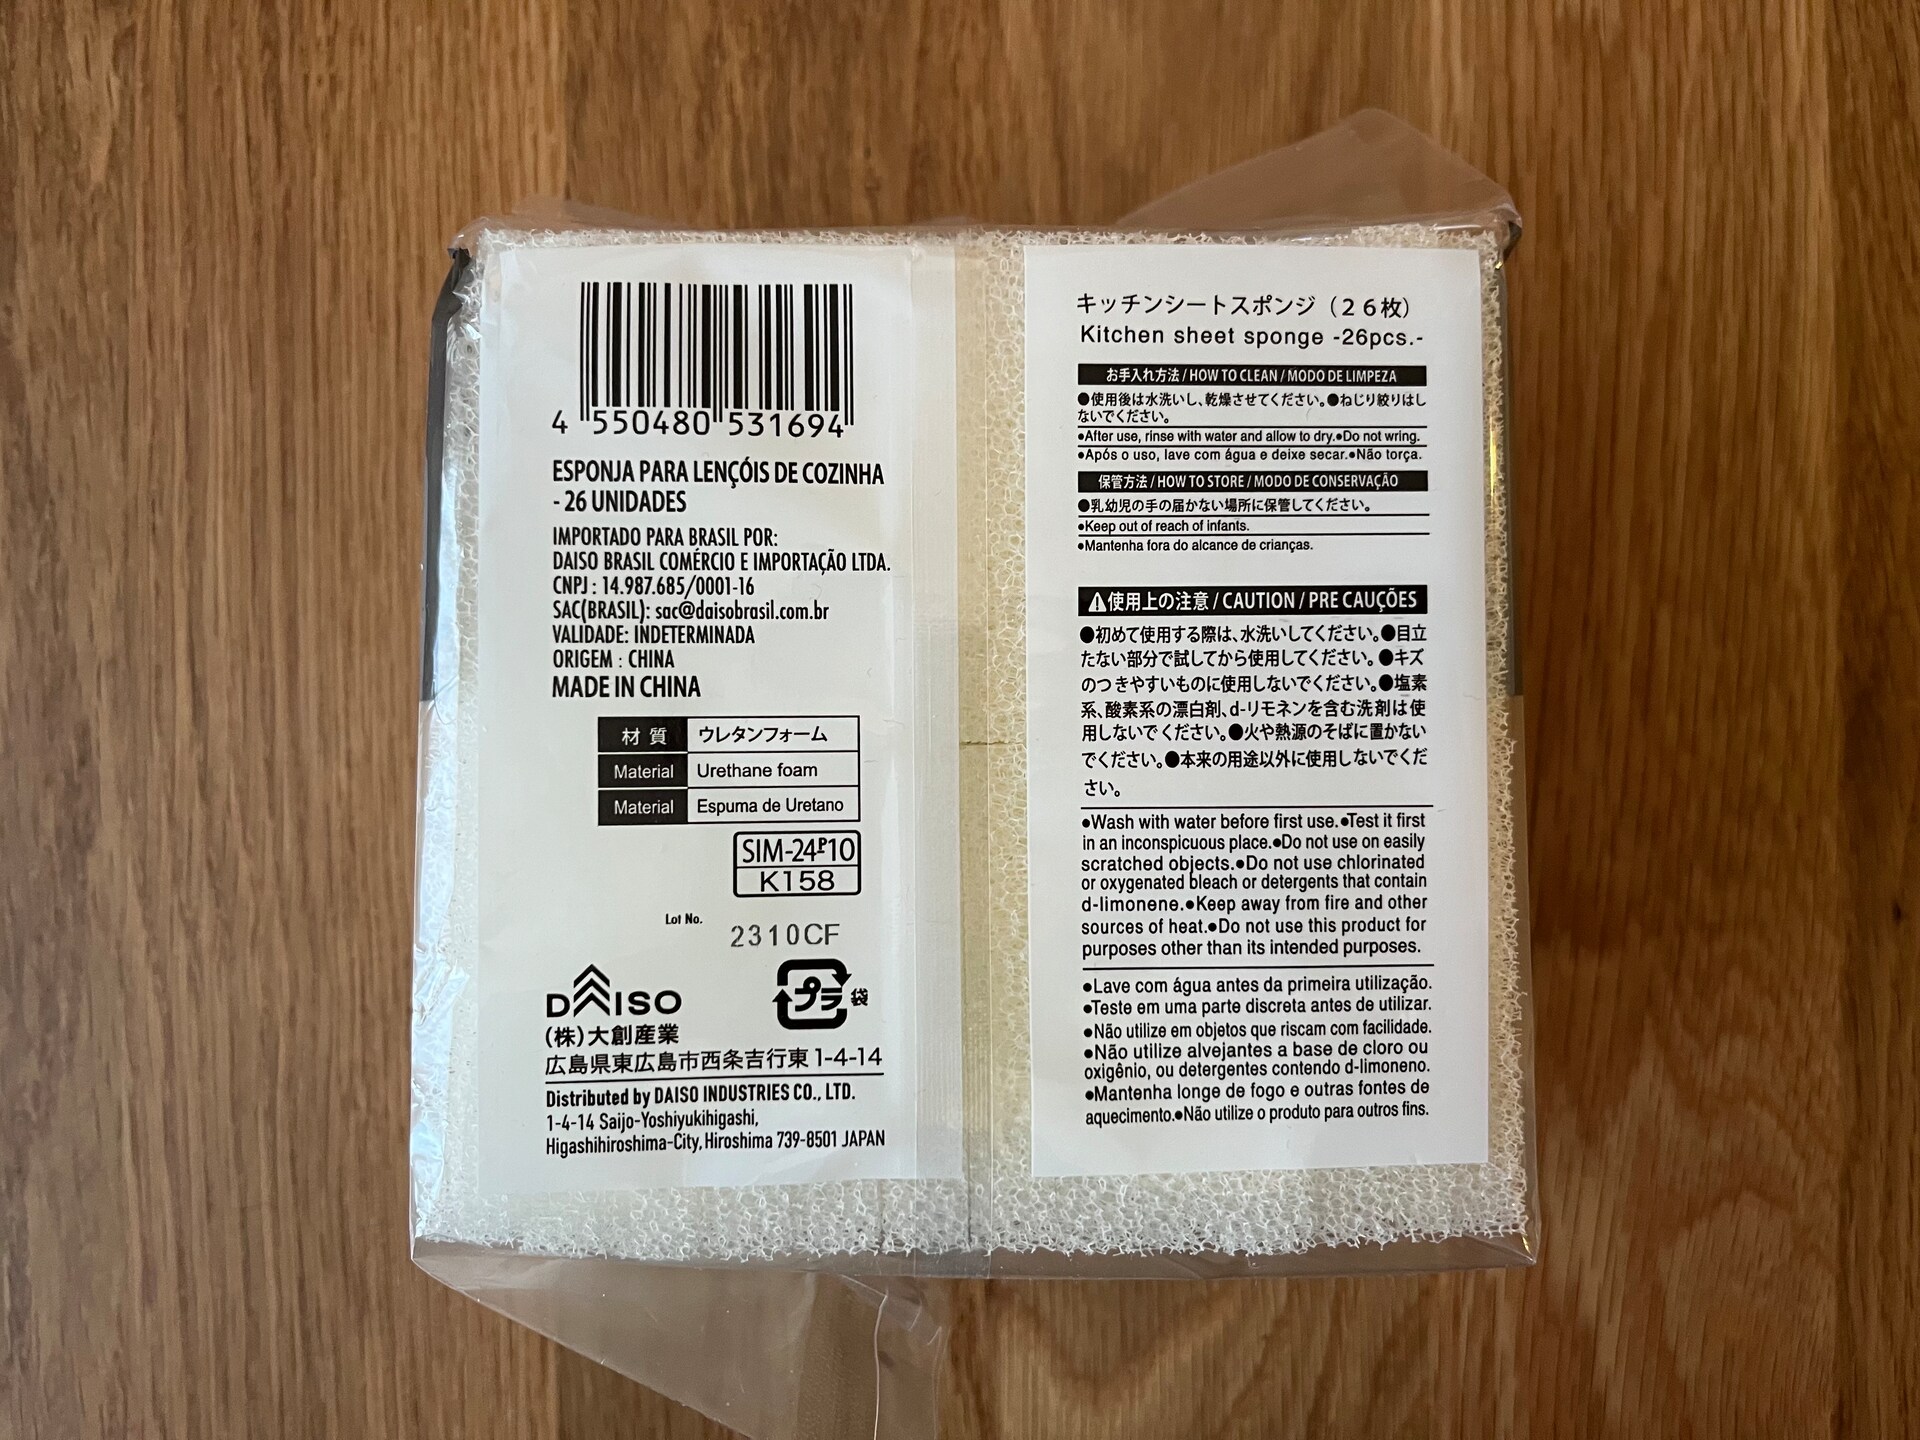 4 550480 531694
ESPONJA PARA LENÇÓIS DE COZINHA
- 26 UNIDADES
IMPORTADO PARA BRASIL POR:
DAISO BRASIL COMÉRCIO E IMPORTAÇÃO LTDA.
CNPJ : 14.987.685/0001-16
SAC(BRASIL): sac@daisobrasil.com.br
VALIDADE: INDETERMINADA
ORIGEM : CHINA
MADE IN CHINA
材質 ウレタンフォーム
Material Urethane foam
Material Espuma de Uretano
SIM-24P10
K158
Lot No.
2310CF
DAISO
プラ 袋
(株)大創産業
広島県東広島市西条吉行東 1-4-14
Distributed by DAISO INDUSTRIES CO., LTD.
1-4-14 Saijo-Yoshiyukihigashi,
Higashihiroshima-City, Hiroshima 739-8501 JAPAN
キッチンシートスポンジ（２６枚）
Kitchen sheet sponge -26pcs.-
お手入れ方法 / HOW TO CLEAN / MODO DE LIMPEZA
●使用後は水洗いし、乾燥させてください。●ねじり絞りはし
ないでください。
●After use, rinse with water and allow to dry.●Do not wring.
●Após o uso, lave com água e deixe secar.●Não torça.
保管方法 / HOW TO STORE / MODO DE CONSERVAÇÃO
●乳幼児の手の届かない場所に保管してください。
●Keep out of reach of infants.
●Mantenha fora do alcance de crianças.
⚠使用上の注意 / CAUTION / PRE CAUÇÕES
●初めて使用する際は、水洗いしてください。●目立
たない部分で試してから使用してください。●キズ
のつきやすいものに使用しないでください。●塩素
系、酸素系の漂白剤、d-リモネンを含む洗剤は使
用しないでください。●火や熱源のそばに置かない
でください。●本来の用途以外に使用しないでくだ
さい。
●Wash with water before first use.●Test it first
in an inconspicuous place.●Do not use on easily
scratched objects.●Do not use chlorinated
or oxygenated bleach or detergents that contain
d-limonene.●Keep away from fire and other
sources of heat.●Do not use this product for
purposes other than its intended purposes.
●Lave com água antes da primeira utilização.
●Teste em uma parte discreta antes de utilizar.
●Não utilize em objetos que riscam com facilidade.
●Não utilize alvejantes a base de cloro ou
oxigênio, ou detergentes contendo d-limoneno.
●Mantenha longe de fogo e outras fontes de
aquecimento.●Não utilize o produto para outros fins.